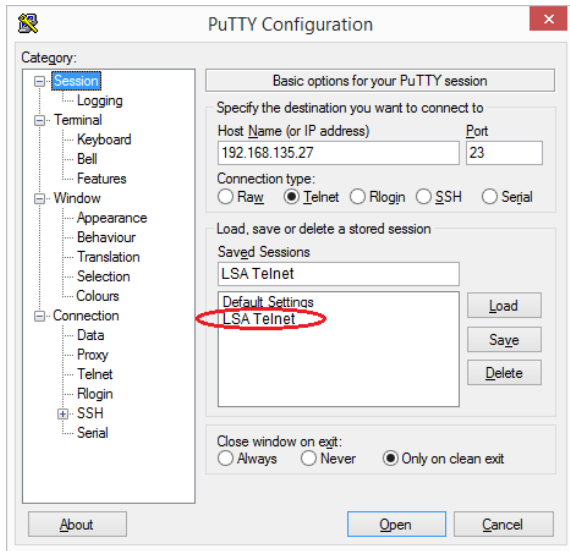 PuTTY Configuration
Category:
Session
Logging
Terminal
Keyboard
Bell
Features
Window
Appearance
Behaviour
Translation
Selection
Colours
Connection
Data
Proxy
Telnet
Rlogin
SSH
Serial
Basic options for your PuTTY session
Specify the destination you want to connect to
Host Name (or IP address) Port
192.168.135.27 23
Connection type:
Raw Telnet Rlogin SSH Serial
Load, save or delete a stored session
Saved Sessions
LSA Telnet
Default Settings
LSA Telnet
Load
Save
Delete
Close window on exit:
Always Never Only on clean exit
About Open Cancel